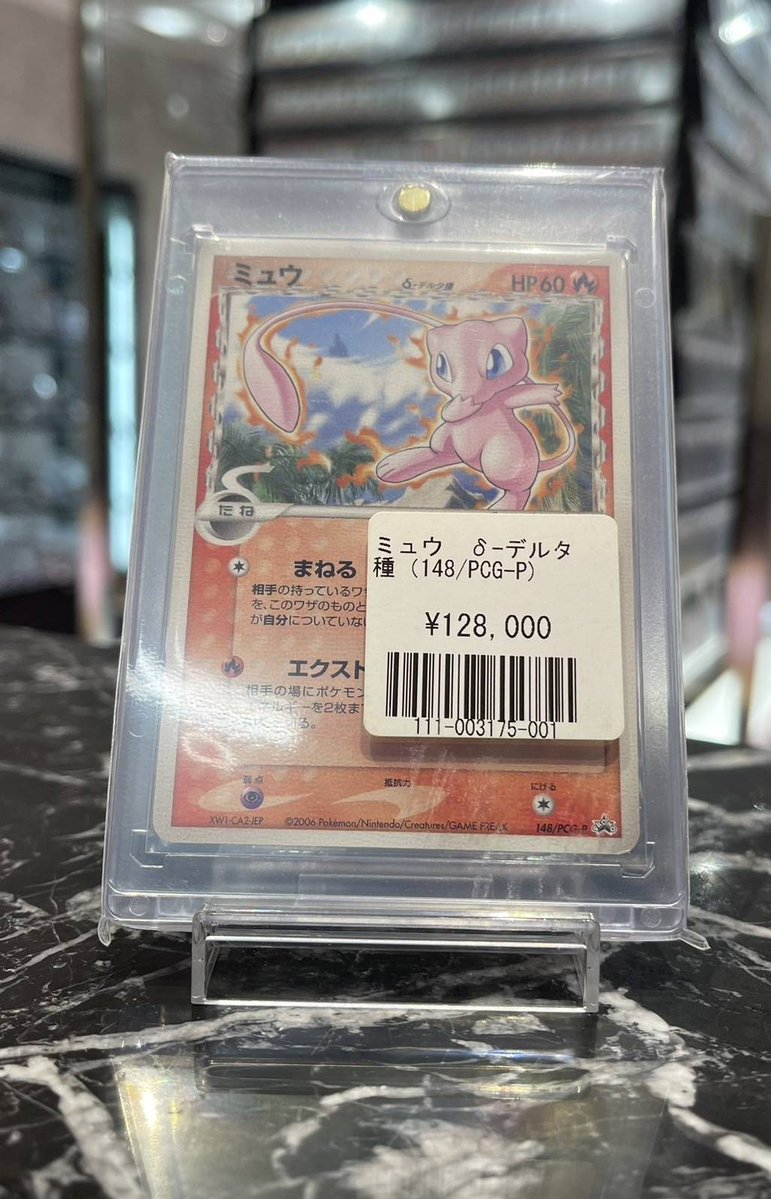 ミュウ δ-デルタ種 HP60
たね
まねる
相手の持っているワザ
を、このワザのものと
が自分についていない
エクスト
相手の場にポケモン
ネルギーを2枚ま
る。
ミュウ δ-デルタ
種(148/PCG-P)
¥128,000
111-003175-001
弱点 抵抗力 にげる
XW1-CA2-JEP ©2006 Pokémon/Nintendo/Creatures/GAME FREAK 148/PCG-P